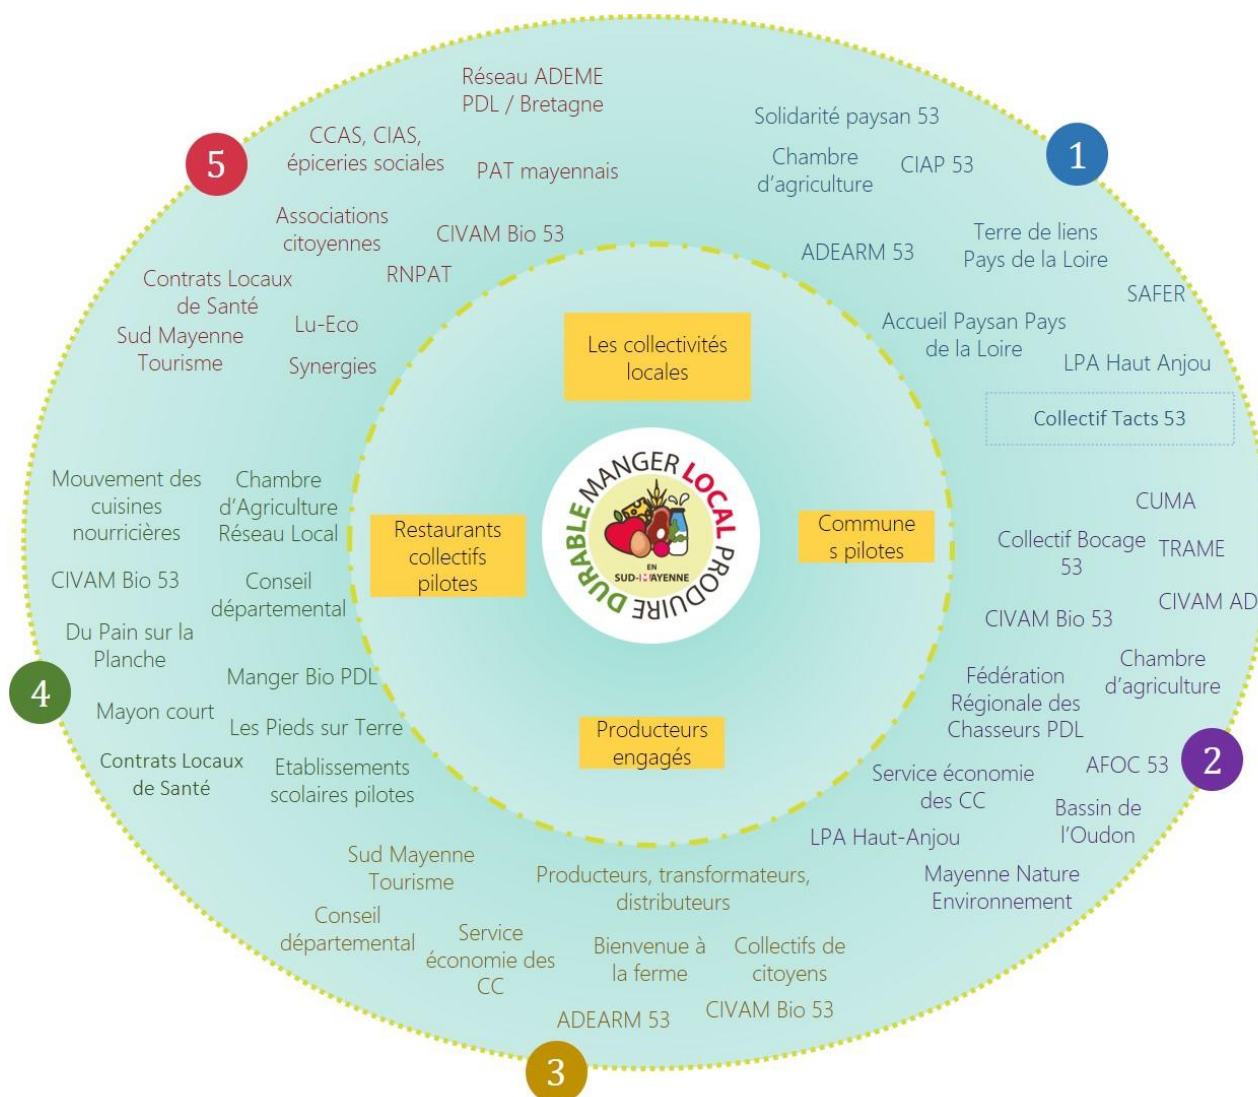 Réseau ADEME
PDL / Bretagne
CCAS, CIAS,
épiceries sociales
PAT mayennais
Associations
citoyennes
CIVAM Bio 53
RNPAT
Contrats Locaux
de Santé
Sud Mayenne
Tourisme
Lu-Eco
Synergies
5
Solidarité paysan 53
Chambre
d'agriculture
CIAP 53
1
ADEARM 53
Terre de liens
Pays de la Loire
SAFER
Accueil Paysan Pays
de la Loire
LPA Haut Anjou
Collectif Tacts 53
Les collectivités
locales
Restaurants
collectifs
pilotes
MANGER LOCAL PRODUIRE DURABLE
EN
SUD-MAYENNE
Commune
s pilotes
Producteurs
engagés
CUMA
Collectif Bocage
53
TRAME
CIVAM Bio 53
CIVAM AD
Chambre
d'agriculture
Fédération
Régionale des
Chasseurs PDL
AFOC 53
2
Service économie
des CC
Bassin de
l'Oudon
LPA Haut-Anjou
Mayenne Nature
Environnement
Mouvement des
cuisines
nourricières
Chambre
d'Agriculture
Réseau Local
CIVAM Bio 53
Conseil
départemental
Du Pain sur la
Planche
Manger Bio PDL
4
Mayon court
Les Pieds sur Terre
Contrats Locaux
de Santé
Etablissements
scolaires pilotes
Sud Mayenne
Tourisme
Producteurs, transformateurs,
distributeurs
Conseil
départemental
Service
économie des
CC
Bienvenue à
la ferme
Collectifs de
citoyens
ADEARM 53
CIVAM Bio 53
3